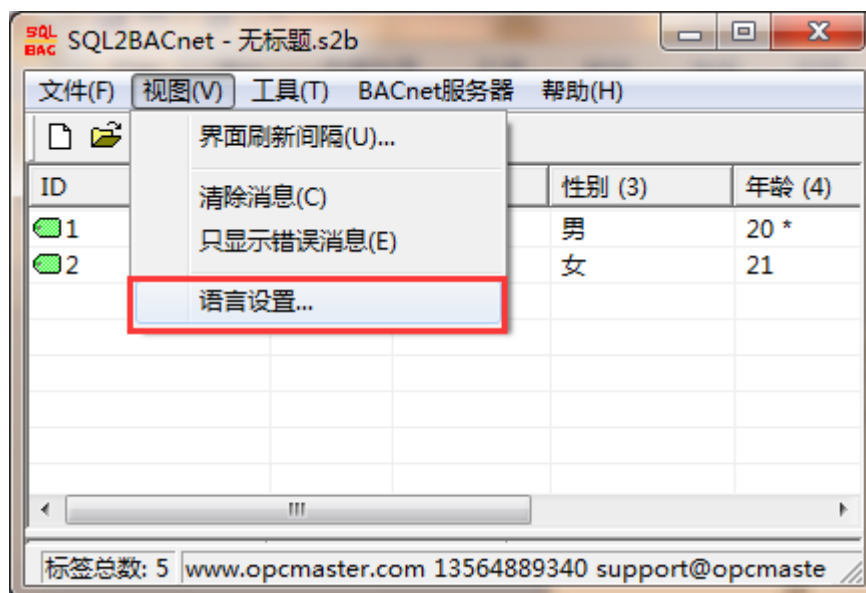 SQL
BAC
SQL2BACnet - 无标题.s2b
文件(F) 视图(V) 工具(T) BACnet服务器 帮助(H)
界面刷新间隔(U)...
清除消息(C)
只显示错误消息(E)
语言设置...
ID 性别 (3) 年龄 (4)
1 男 20 *
2 女 21
标签总数: 5 www.opcmaster.com 13564889340 support@opcmaste